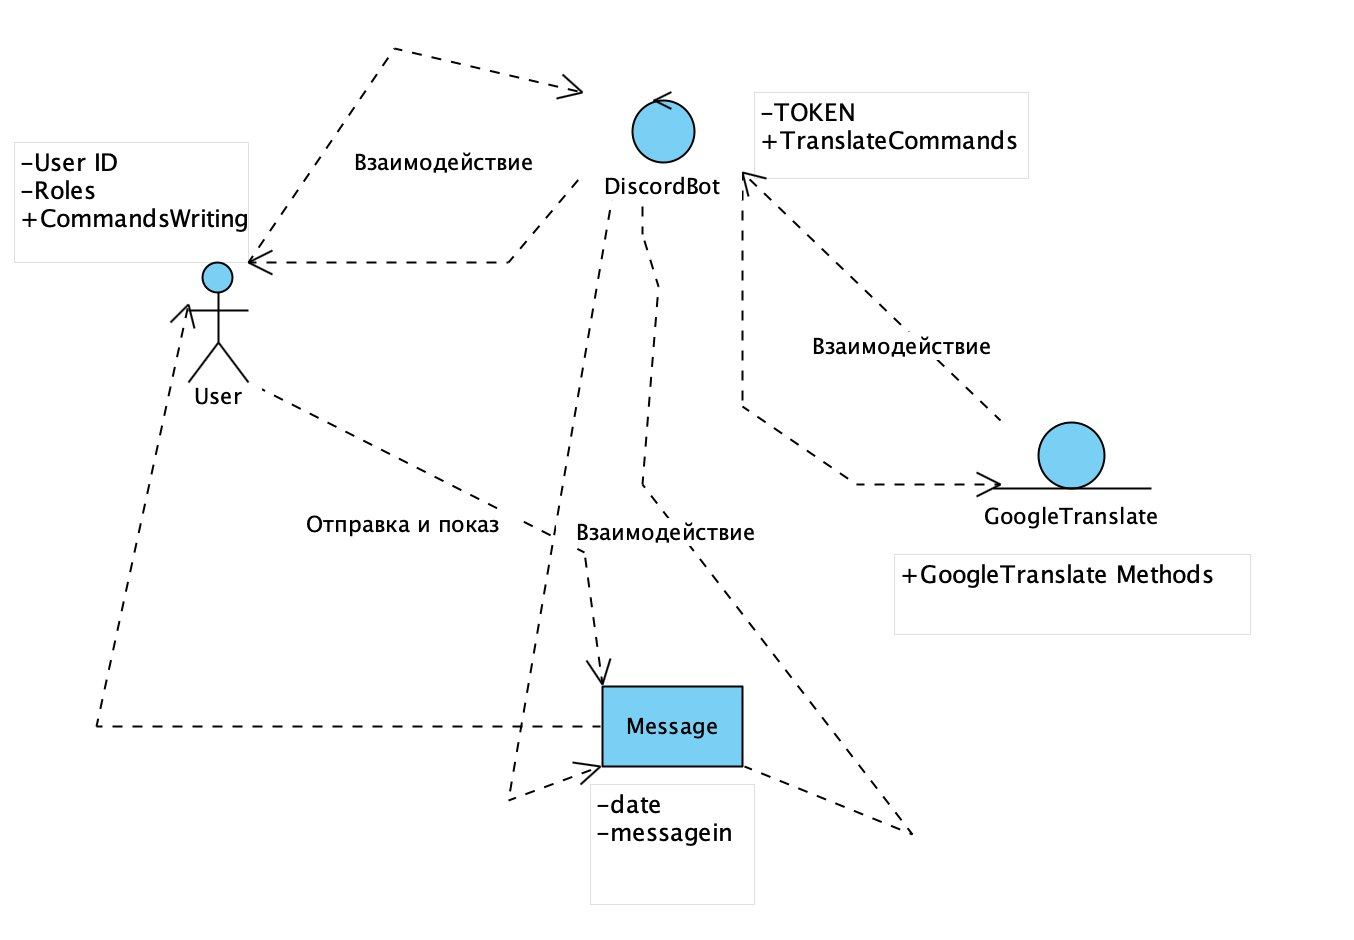 -TOKEN
+TranslateCommands
-User ID
-Roles
+CommandsWriting
Взаимодействие
DiscordBot
Взаимодействие
User
GoogleTranslate
Отправка и показ
Взаимодействие
+GoogleTranslate Methods
Message
-date
-messagein